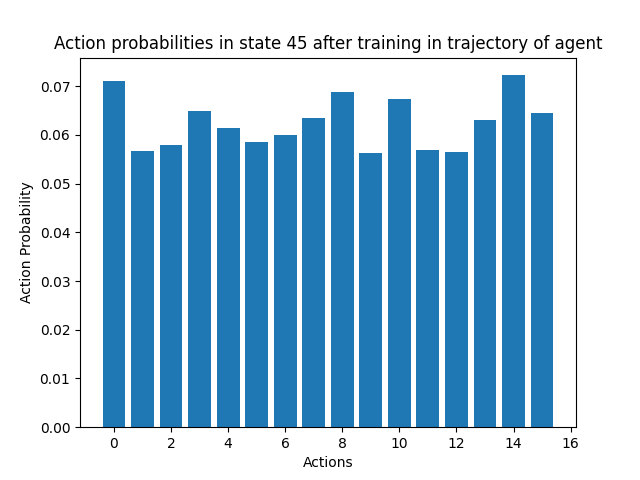 Action probabilities in state 45 after training in trajectory of agent
0.07
0.06
0.05
0.04
0.03
0.02
0.01
0.00
Action Probability
0 2 4 6 8 10 12 14 16
Actions